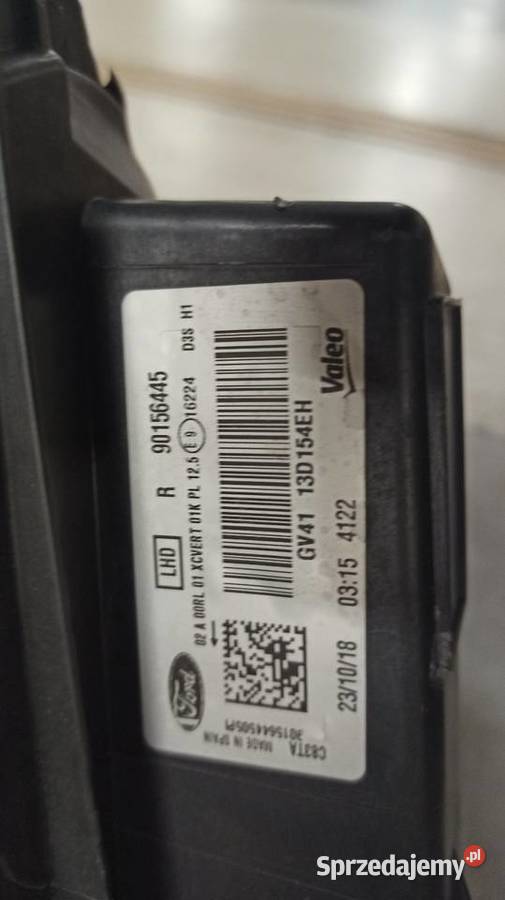 LHD R 90156445
02 A 00RL 01 XCVERT 01K PL 12.5 E 9 16224 D3S H1
Ford
GV41 13D154EH
Valeo
23/10/18 03:15 4122
C83TA MADE IN SPAIN
Sprzedajemy.pl